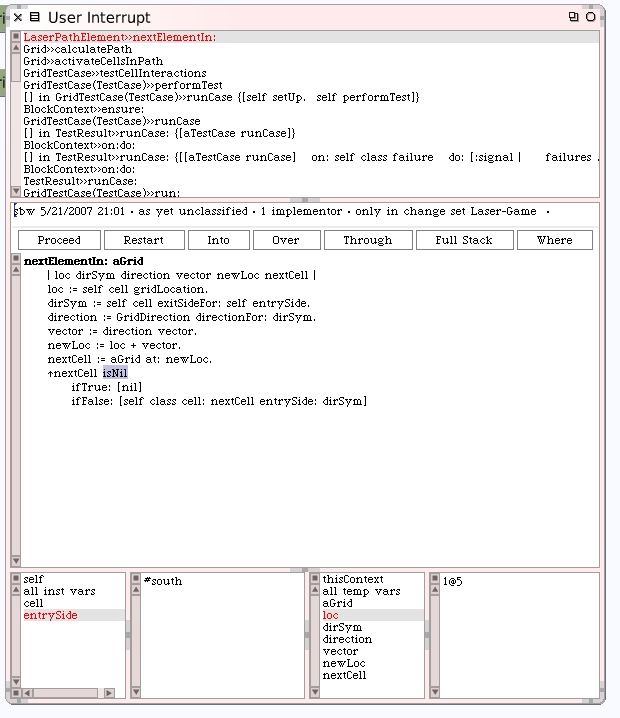 User Interrupt
LaserPathElement>>nextElementIn:
Grid>>calculatePath
Grid>>activateCellsInPath
GridTestCase>>testCellInteractions
GridTestCase(TestCase)>>performTest
[] in GridTestCase(TestCase)>>runCase {[self setUp. self performTest]}
BlockContext>>ensure:
GridTestCase(TestCase)>>runCase
[] in TestResult>>runCase: {[aTestCase runCase]}
BlockContext>>on:do:
[] in TestResult>>runCase: {[[aTestCase runCase] on: self class failure do: [:signal | failures .
BlockContext>>on:do:
TestResult>>runCase:
GridTestCase(TestCase)>>run:
sbw 5/21/2007 21:01 · as yet unclassified · 1 implementor · only in change set Laser-Game ·
Proceed Restart Into Over Through Full Stack Where
nextElementIn: aGrid
| loc dirSym direction vector newLoc nextCell |
loc := self cell gridLocation.
dirSym := self cell exitSideFor: self entrySide.
direction := GridDirection directionFor: dirSym.
vector := direction vector.
newLoc := loc + vector.
nextCell := aGrid at: newLoc.
↑nextCell isNil
ifTrue: [nil]
ifFalse: [self class cell: nextCell entrySide: dirSym]
self
all inst vars
cell
entrySide
#south
thisContext
all temp vars
aGrid
loc
dirSym
direction
vector
newLoc
nextCell
1@5